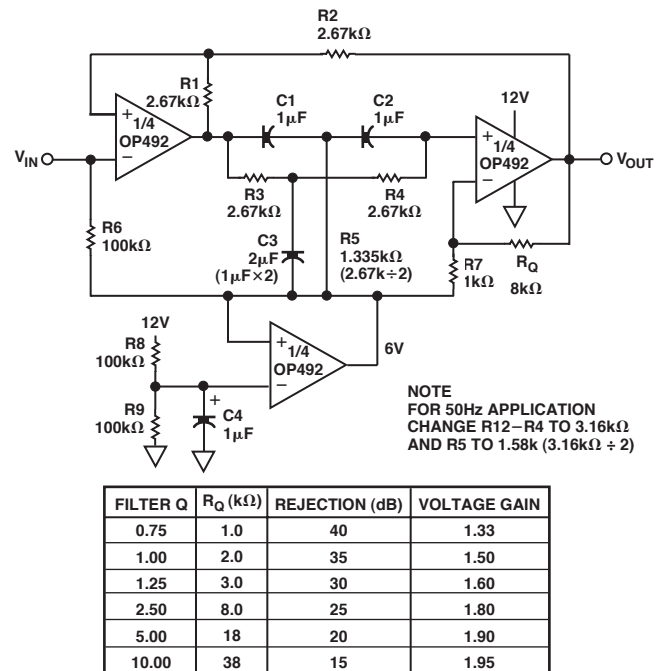 R2
2.67kΩ
R1
2.67kΩ
C1
1μF
C2
1μF
12V
+
1/4
OP492
−
+
1/4
OP492
−
VIN
VOUT
R3
2.67kΩ
R4
2.67kΩ
R6
100kΩ
C3
2μF
(1μF×2)
R5
1.335kΩ
(2.67k÷2)
R7
1kΩ
RQ
8kΩ
12V
R8
100kΩ
+
1/4
OP492
−
6V
R9
100kΩ
+
C4
1μF
NOTE
FOR 50Hz APPLICATION
CHANGE R12–R4 TO 3.16kΩ
AND R5 TO 1.58k (3.16kΩ ÷ 2)
FILTER Q RQ (kΩ) REJECTION (dB) VOLTAGE GAIN
0.75 1.0 40 1.33
1.00 2.0 35 1.50
1.25 3.0 30 1.60
2.50 8.0 25 1.80
5.00 18 20 1.90
10.00 38 15 1.95